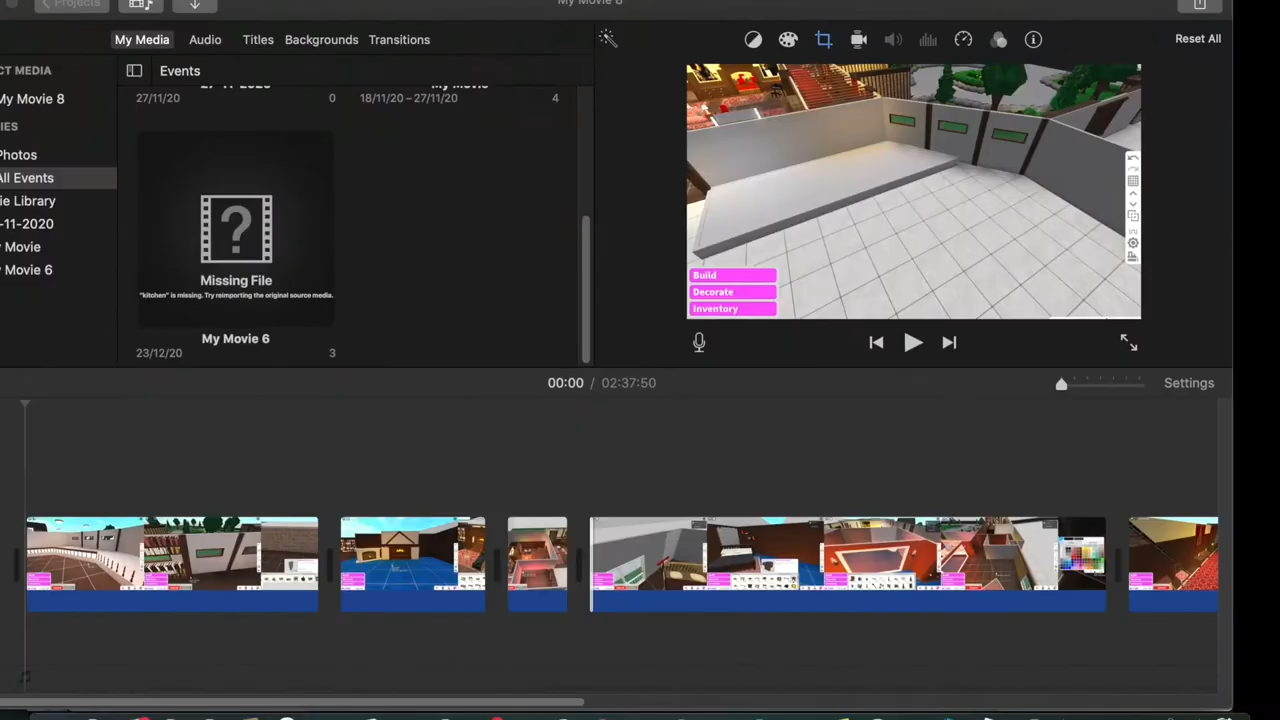 Projects
My Movie 8
My Media
Audio
Titles
Backgrounds
Transitions
Reset All
CT MEDIA
Events
My Movie 8
27/11/20
0
18/11/20 – 27/11/20
4
IES
Photos
All Events
ie Library
-11-2020
y Movie
y Movie 6
Missing File
"kitchen" is missing. Try reimporting the original source media.
My Movie 6
23/12/20
3
Build
Decorate
Inventory
00:00 / 02:37:50
Settings